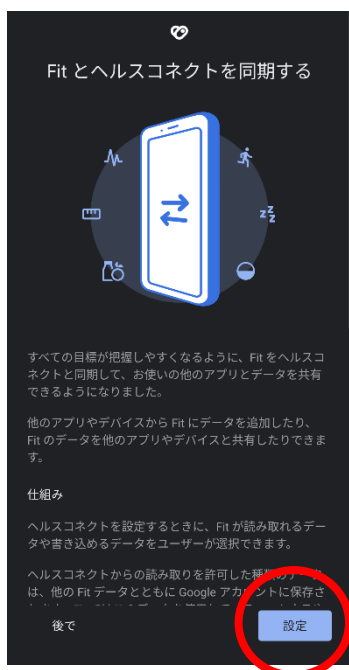 Fit とヘルスコネクトを同期する
zzz
すべての目標が把握しやすくなるように、Fit をヘルスコ
ネクトと同期して、お使いの他のアプリとデータを共有
できるようになりました。
他のアプリやデバイスから Fit にデータを追加したり、
Fit のデータを他のアプリやデバイスと共有したりできま
す。
仕組み
ヘルスコネクトを設定するときに、Fit が読み取れるデー
タや書き込めるデータをユーザーが選択できます。
ヘルスコネクトからの読み取りを許可した種類のデータ
は、他の Fit データとともに Google アカウントに保存さ
後で
設定